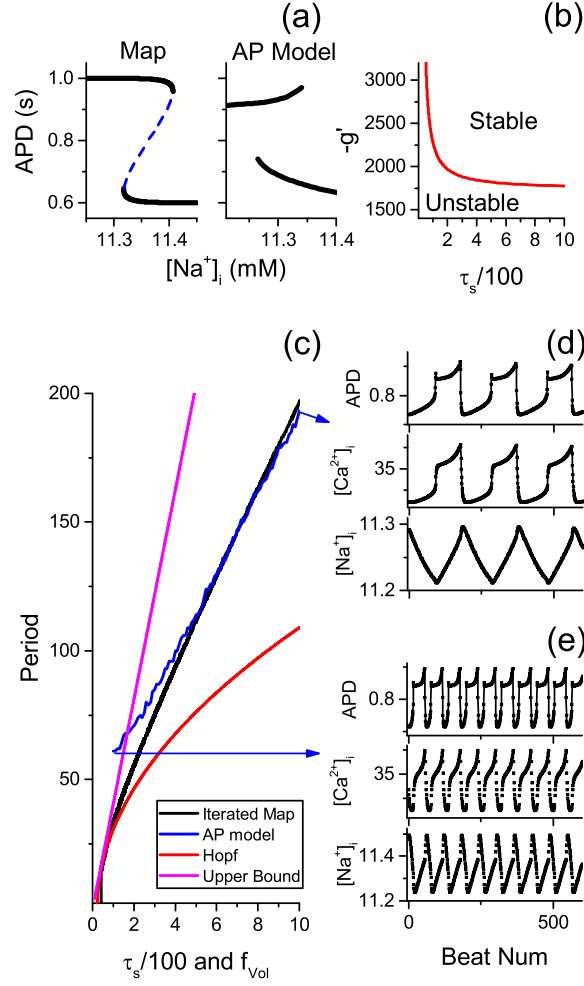 (a)
(b)
Map
AP Model
APD (s)
1.0
0.8
0.6
11.3
11.4
11.3
11.4
[Na⁺]ᵢ (mM)
-g'
3000
2500
2000
1500
Stable
Unstable
2
4
6
8
10
τₛ/100
(c)
Period
200
150
100
50
0
2
4
6
8
10
τₛ/100 and f_Vol
Iterated Map
AP model
Hopf
Upper Bound
(d)
APD
0.8
[Ca²⁺]ᵢ
35
[Na⁺]ᵢ
11.3
11.2
(e)
APD
0.8
[Ca²⁺]ᵢ
35
[Na⁺]ᵢ
11.4
11.2
0
500
Beat Num